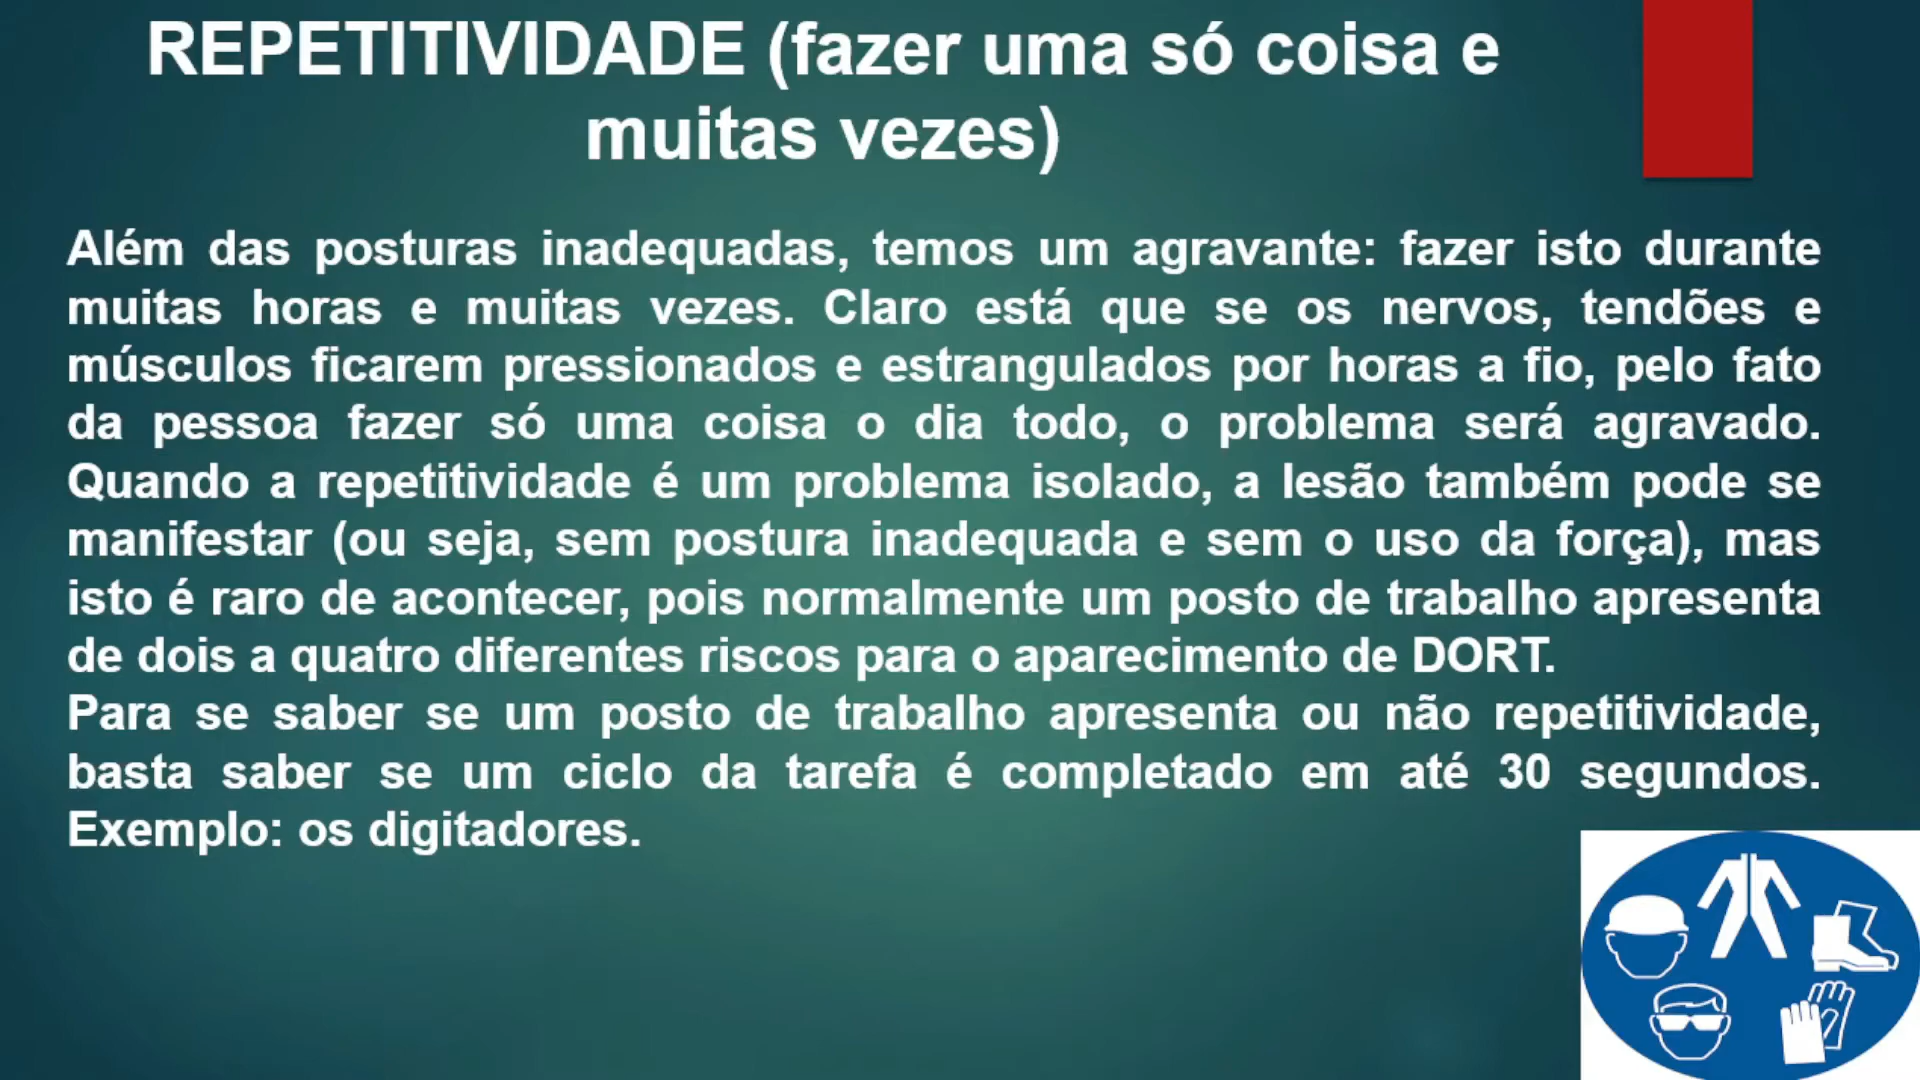 REPETITIVIDADE (fazer uma só coisa e
muitas vezes)
Além das posturas inadequadas, temos um agravante: fazer isto durante
muitas horas e muitas vezes. Claro está que se os nervos, tendões e
músculos ficarem pressionados e estrangulados por horas a fio, pelo fato
da pessoa fazer só uma coisa o dia todo, o problema será agravado.
Quando a repetitividade é um problema isolado, a lesão também pode se
manifestar (ou seja, sem postura inadequada e sem o uso da força), mas
isto é raro de acontecer, pois normalmente um posto de trabalho apresenta
de dois a quatro diferentes riscos para o aparecimento de DORT.
Para se saber se um posto de trabalho apresenta ou não repetitividade,
basta saber se um ciclo da tarefa é completado em até 30 segundos.
Exemplo: os digitadores.